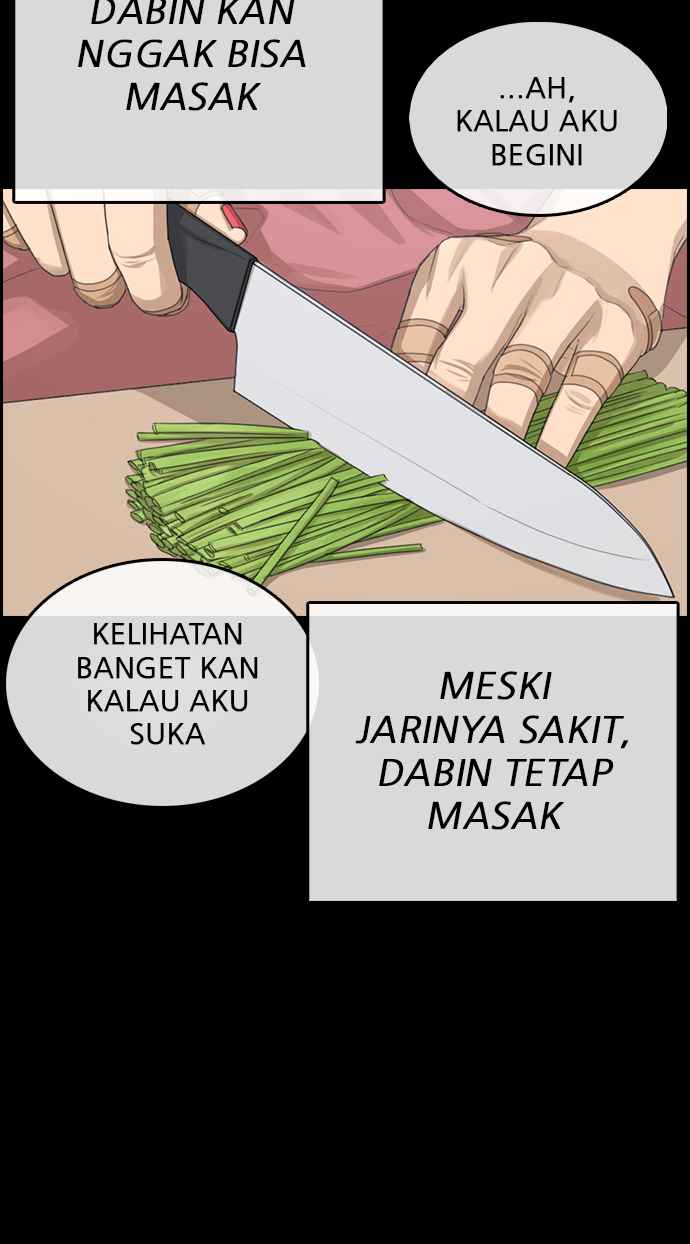 DABIN KAN
NGGAK BISA
MASAK
...AH,
KALAU AKU
BEGINI
KELIHATAN
BANGET KAN
KALAU AKU
SUKA
MESKI
JARINYA SAKIT,
DABIN TETAP
MASAK